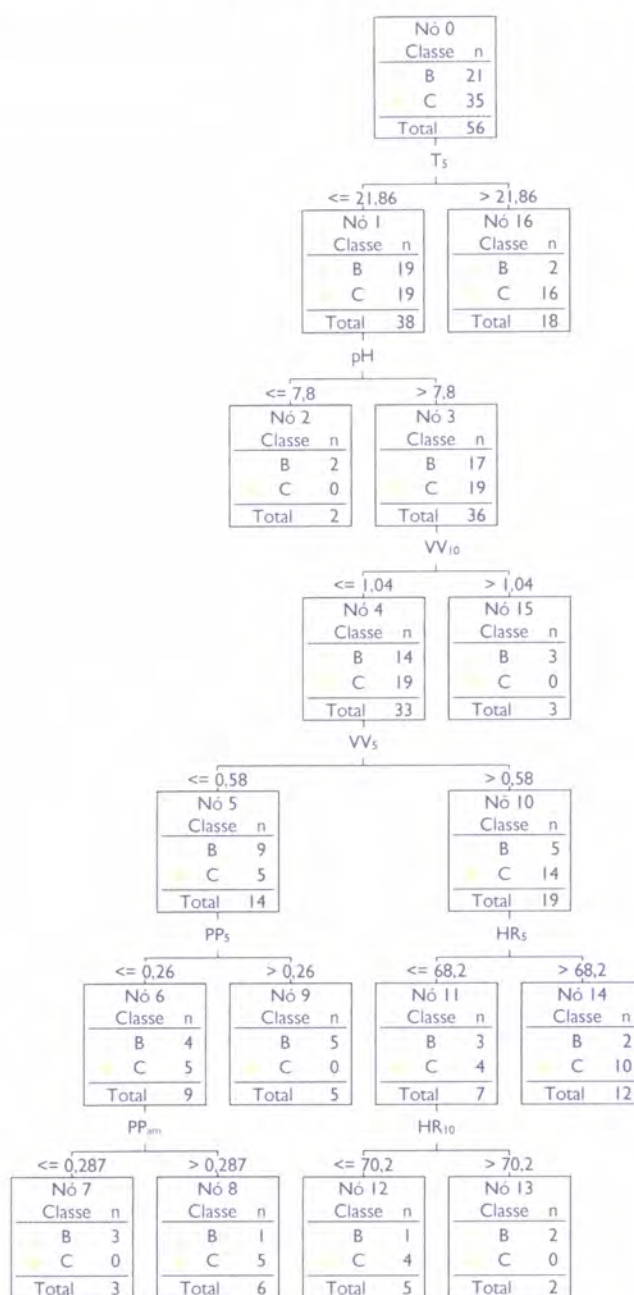 Nó 0
Classe n
B 21
C 35
Total 56
T5
<= 21,86 > 21,86
Nó 1 Nó 16
Classe n Classe n
B 19 B 2
C 19 C 16
Total 38 Total 18
pH
<= 7,8 > 7,8
Nó 2 Nó 3
Classe n Classe n
B 2 B 17
C 0 C 19
Total 2 Total 36
VV10
<= 1,04 > 1,04
Nó 4 Nó 15
Classe n Classe n
B 14 B 3
C 19 C 0
Total 33 Total 3
VV5
<= 0,58 > 0,58
Nó 5 Nó 10
Classe n Classe n
B 9 B 5
C 5 C 14
Total 14 Total 19
PP5 HR5
<= 0,26 > 0,26 <= 68,2 > 68,2
Nó 6 Nó 9 Nó 11 Nó 14
Classe n Classe n Classe n Classe n
B 4 B 5 B 3 B 2
C 5 C 0 C 4 C 10
Total 9 Total 5 Total 7 Total 12
PPam HR10
<= 0,287 > 0,287 <= 70,2 > 70,2
Nó 7 Nó 8 Nó 12 Nó 13
Classe n Classe n Classe n Classe n
B 3 B 1 B 1 B 2
C 0 C 5 C 4 C 0
Total 3 Total 6 Total 5 Total 2